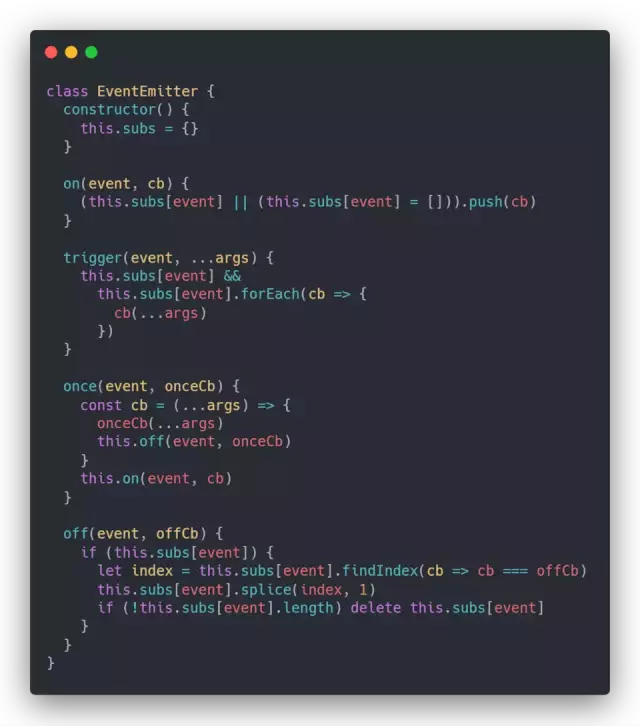 class EventEmitter {
  constructor() {
    this.subs = {}
  }

  on(event, cb) {
    (this.subs[event] || (this.subs[event] = [])).push(cb)
  }

  trigger(event, ...args) {
    this.subs[event] &&
      this.subs[event].forEach(cb => {
        cb(...args)
      })
  }

  once(event, onceCb) {
    const cb = (...args) => {
      onceCb(...args)
      this.off(event, onceCb)
    }
    this.on(event, cb)
  }

  off(event, offCb) {
    if (this.subs[event]) {
      let index = this.subs[event].findIndex(cb => cb === offCb)
      this.subs[event].splice(index, 1)
      if (!this.subs[event].length) delete this.subs[event]
    }
  }
}